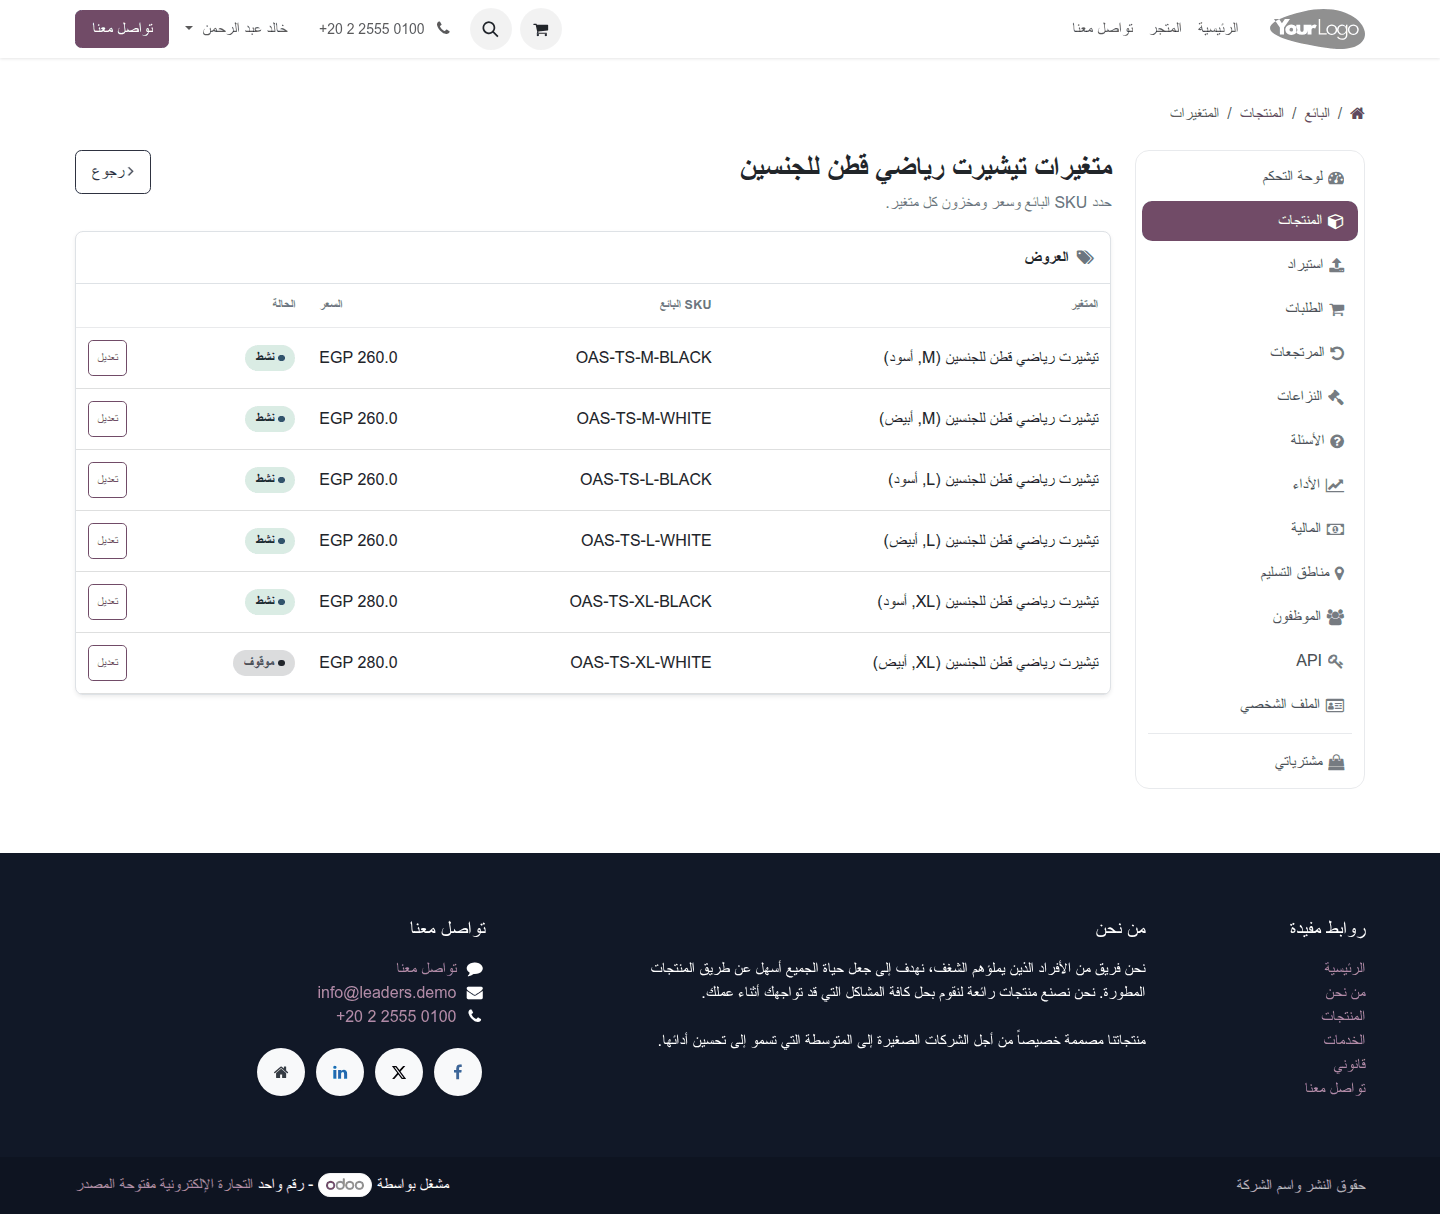 YourLogo
الرئيسية
المتجر
تواصل معنا
+20 2 2555 0100
خالد عبد الرحمن
تواصل معنا
/ البائع / المنتجات / المتغيرات
لوحة التحكم
المنتجات
استيراد
الطلبات
المرتجعات
النزاعات
الأسئلة
الأداء
المالية
مناطق التسليم
الموظفون
API
الملف الشخصي
مشترياتي
متغيرات تيشيرت رياضي قطن للجنسين
حدد SKU البائع وسعر ومخزون كل متغير.
رجوع
العروض
المتغير SKU البائع السعر الحالة
تيشيرت رياضي قطن للجنسين (M, أسود) OAS-TS-M-BLACK EGP 260.0 نشط تعديل
تيشيرت رياضي قطن للجنسين (M, أبيض) OAS-TS-M-WHITE EGP 260.0 نشط تعديل
تيشيرت رياضي قطن للجنسين (L, أسود) OAS-TS-L-BLACK EGP 260.0 نشط تعديل
تيشيرت رياضي قطن للجنسين (L, أبيض) OAS-TS-L-WHITE EGP 260.0 نشط تعديل
تيشيرت رياضي قطن للجنسين (XL, أسود) OAS-TS-XL-BLACK EGP 280.0 نشط تعديل
تيشيرت رياضي قطن للجنسين (XL, أبيض) OAS-TS-XL-WHITE EGP 280.0 موقوف تعديل
روابط مفيدة
الرئيسية
من نحن
المنتجات
الخدمات
قانوني
تواصل معنا
من نحن
نحن فريق من الأفراد الذين يملؤهم الشغف، نهدف إلى جعل حياة الجميع أسهل عن طريق المنتجات
المطورة. نحن نصنع منتجات رائعة لنقوم بحل كافة المشاكل التي قد تواجهك أثناء عملك.
منتجاتنا مصممة خصيصاً من أجل الشركات الصغيرة إلى المتوسطة التي تسمو إلى تحسين أدائها.
تواصل معنا
تواصل معنا
info@leaders.demo
+20 2 2555 0100
حقوق النشر واسم الشركة
مشغل بواسطة odoo - رقم واحد التجارة الإلكترونية مفتوحة المصدر